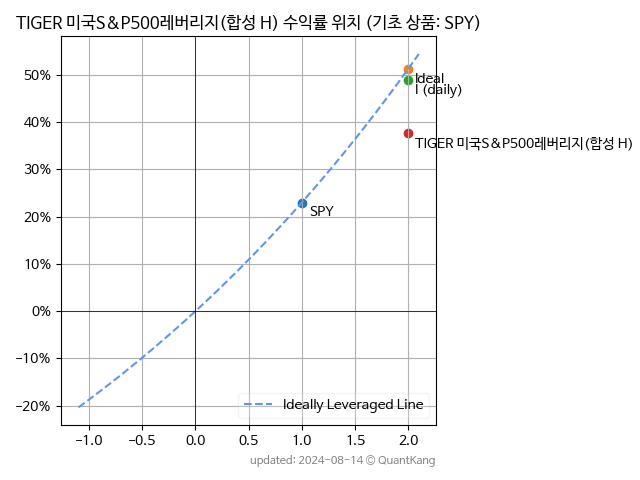 TIGER 미국S&P500레버리지(합성 H) 수익률 위치 (기초 상품: SPY)
50%
40%
30%
20%
10%
0%
−10%
−20%
Ideal
l (daily)
TIGER 미국S&P500레버리지(합성 H)
SPY
Ideally Leveraged Line
−1.0 −0.5 0.0 0.5 1.0 1.5 2.0
updated: 2024-08-14 © QuantKang